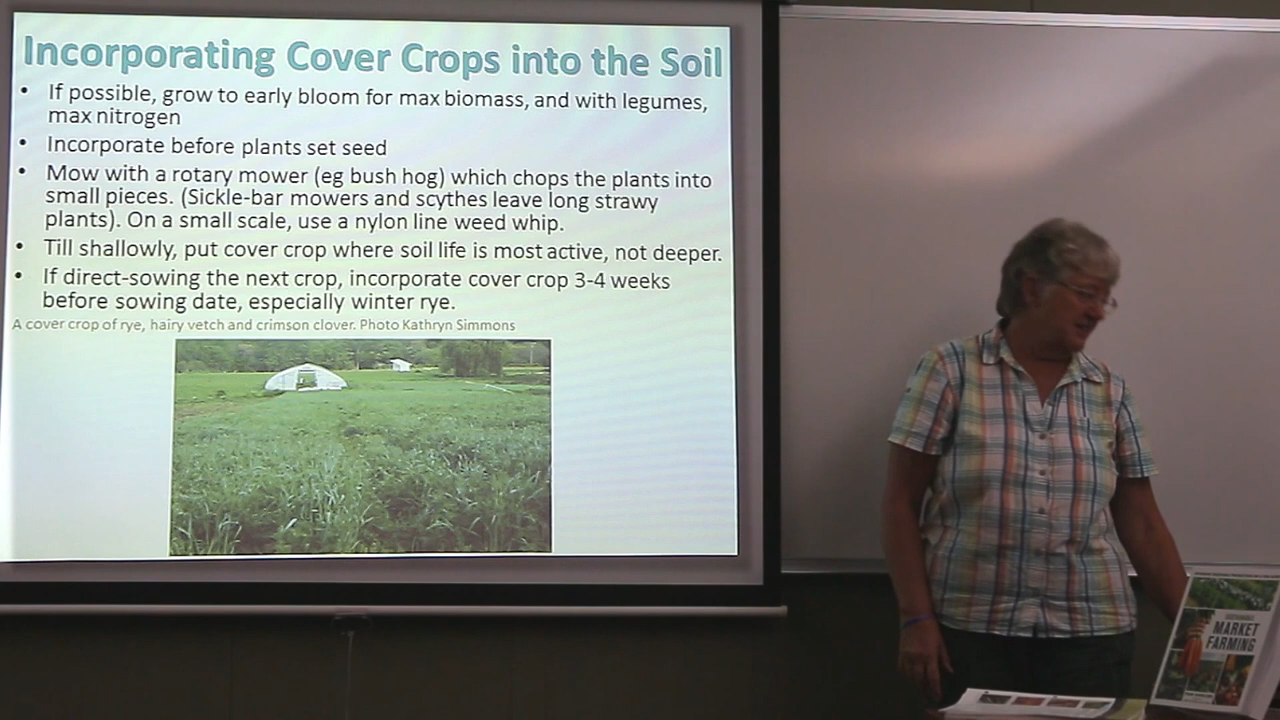 Incorporating Cover Crops into the Soil
• If possible, grow to early bloom for max biomass, and with legumes,
max nitrogen
• Incorporate before plants set seed
• Mow with a rotary mower (eg bush hog) which chops the plants into
small pieces. (Sickle-bar mowers and scythes leave long strawy
plants). On a small scale, use a nylon line weed whip.
• Till shallowly, put cover crop where soil life is most active, not deeper.
• If direct-sowing the next crop, incorporate cover crop 3-4 weeks
before sowing date, especially winter rye.
A cover crop of rye, hairy vetch and crimson clover. Photo Kathryn Simmons
MARKET
FARMING